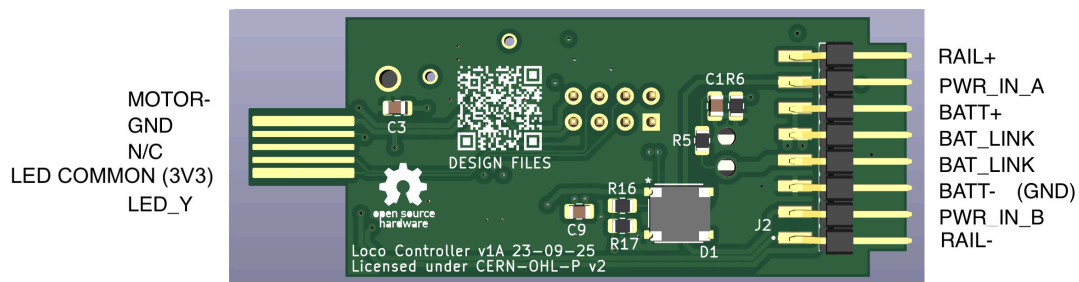 MOTOR-
GND
N/C
LED COMMON (3V3)
LED_Y
C3
DESIGN FILES
open source
hardware
C1R6
R5
R16
*
C9
R17
D1
J2
Loco Controller v1A 23-09-25
Licensed under CERN-OHL-P v2
RAIL+
PWR_IN_A
BATT+
BAT_LINK
BAT_LINK
BATT- (GND)
PWR_IN_B
RAIL-